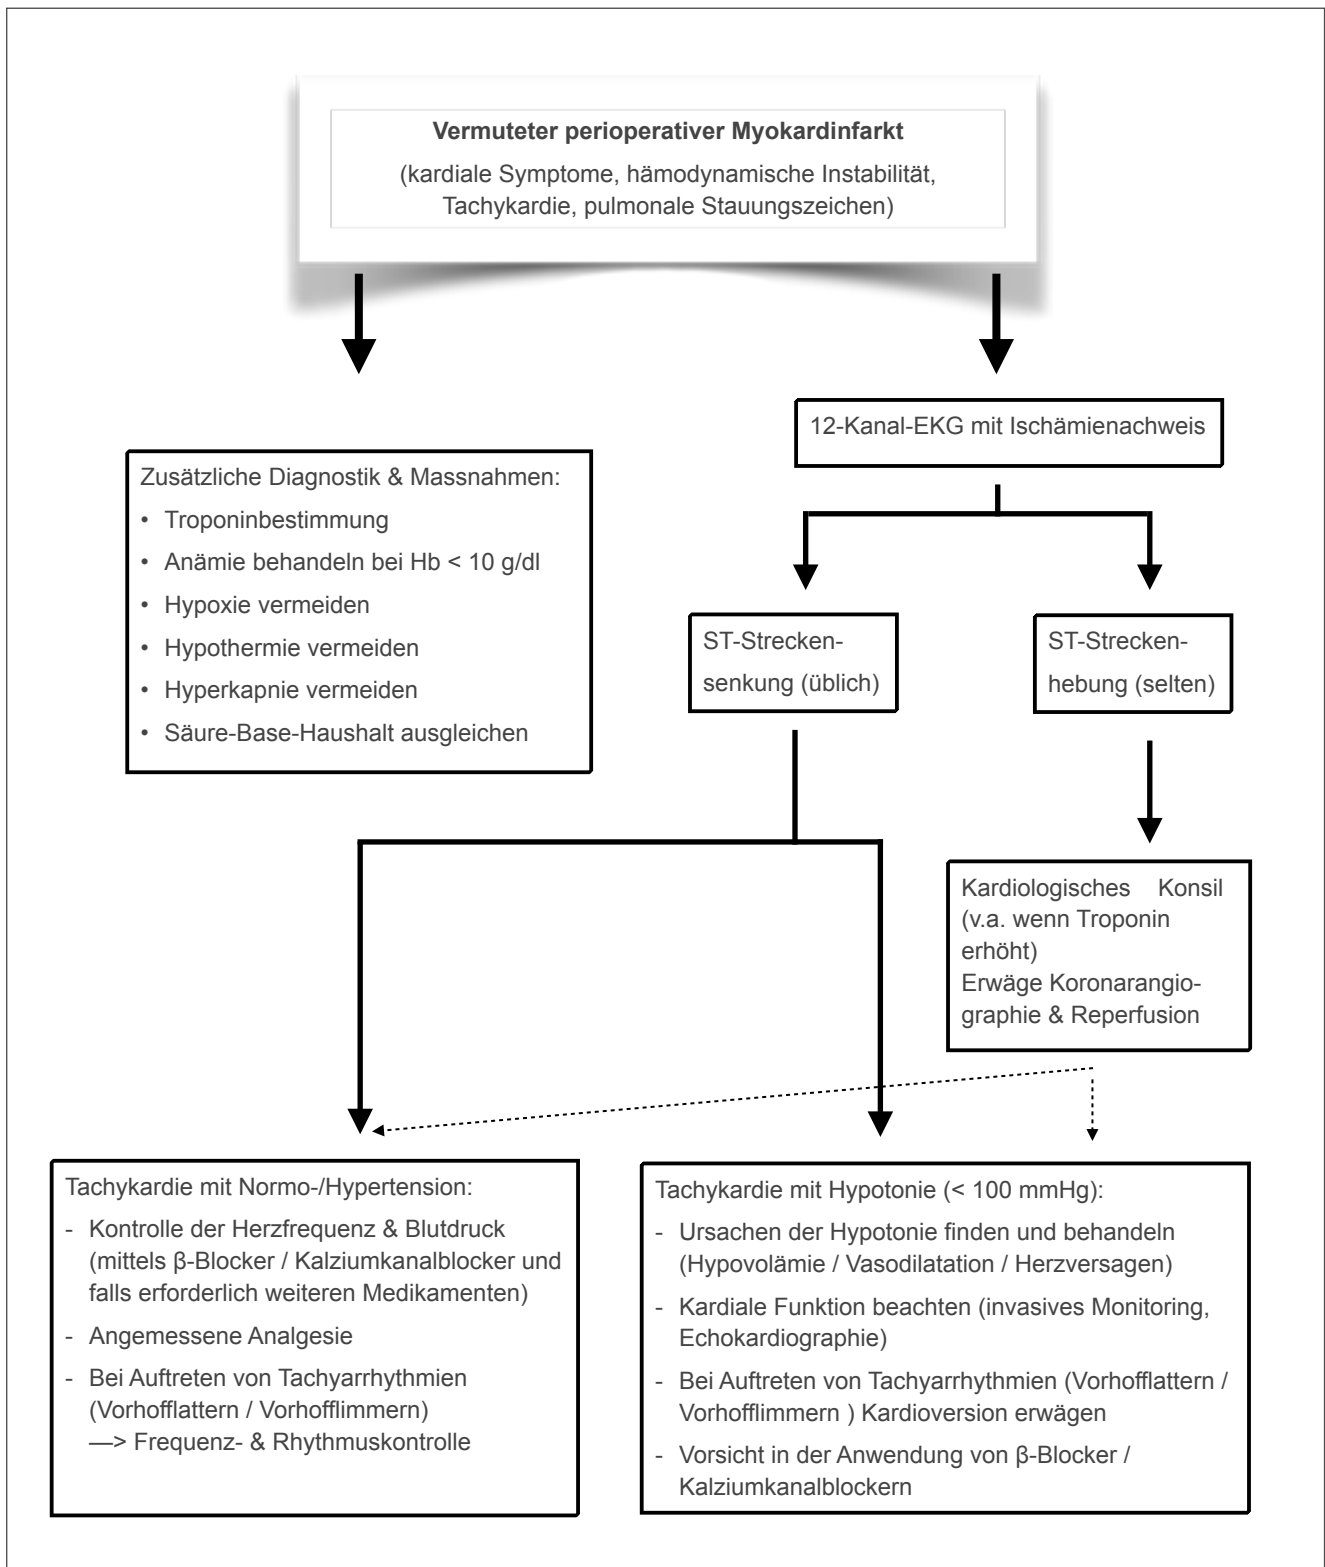 Vermuteter perioperativer Myokardinfarkt
(kardiale Symptome, hämodynamische Instabilität,
Tachykardie, pulmonale Stauungszeichen)
12-Kanal-EKG mit Ischämienachweis
Zusätzliche Diagnostik & Massnahmen:
• Troponinbestimmung
• Anämie behandeln bei Hb < 10 g/dl
• Hypoxie vermeiden
• Hypothermie vermeiden
• Hyperkapnie vermeiden
• Säure-Base-Haushalt ausgleichen
ST-Strecken-
senkung (üblich)
ST-Strecken-
hebung (selten)
Kardiologisches Konsil
(v.a. wenn Troponin
erhöht)
Erwäge Koronarangio-
graphie & Reperfusion
Tachykardie mit Normo-/Hypertension:
- Kontrolle der Herzfrequenz & Blutdruck
(mittels β-Blocker / Kalziumkanalblocker und
falls erforderlich weiteren Medikamenten)
- Angemessene Analgesie
- Bei Auftreten von Tachyarrhythmien
(Vorhofflattern / Vorhofflimmern)
—> Frequenz- & Rhythmuskontrolle
Tachykardie mit Hypotonie (< 100 mmHg):
- Ursachen der Hypotonie finden und behandeln
(Hypovolämie / Vasodilatation / Herzversagen)
- Kardiale Funktion beachten (invasives Monitoring,
Echokardiographie)
- Bei Auftreten von Tachyarrhythmien (Vorhofflattern /
Vorhofflimmern ) Kardioversion erwägen
- Vorsicht in der Anwendung von β-Blocker /
Kalziumkanalblockern